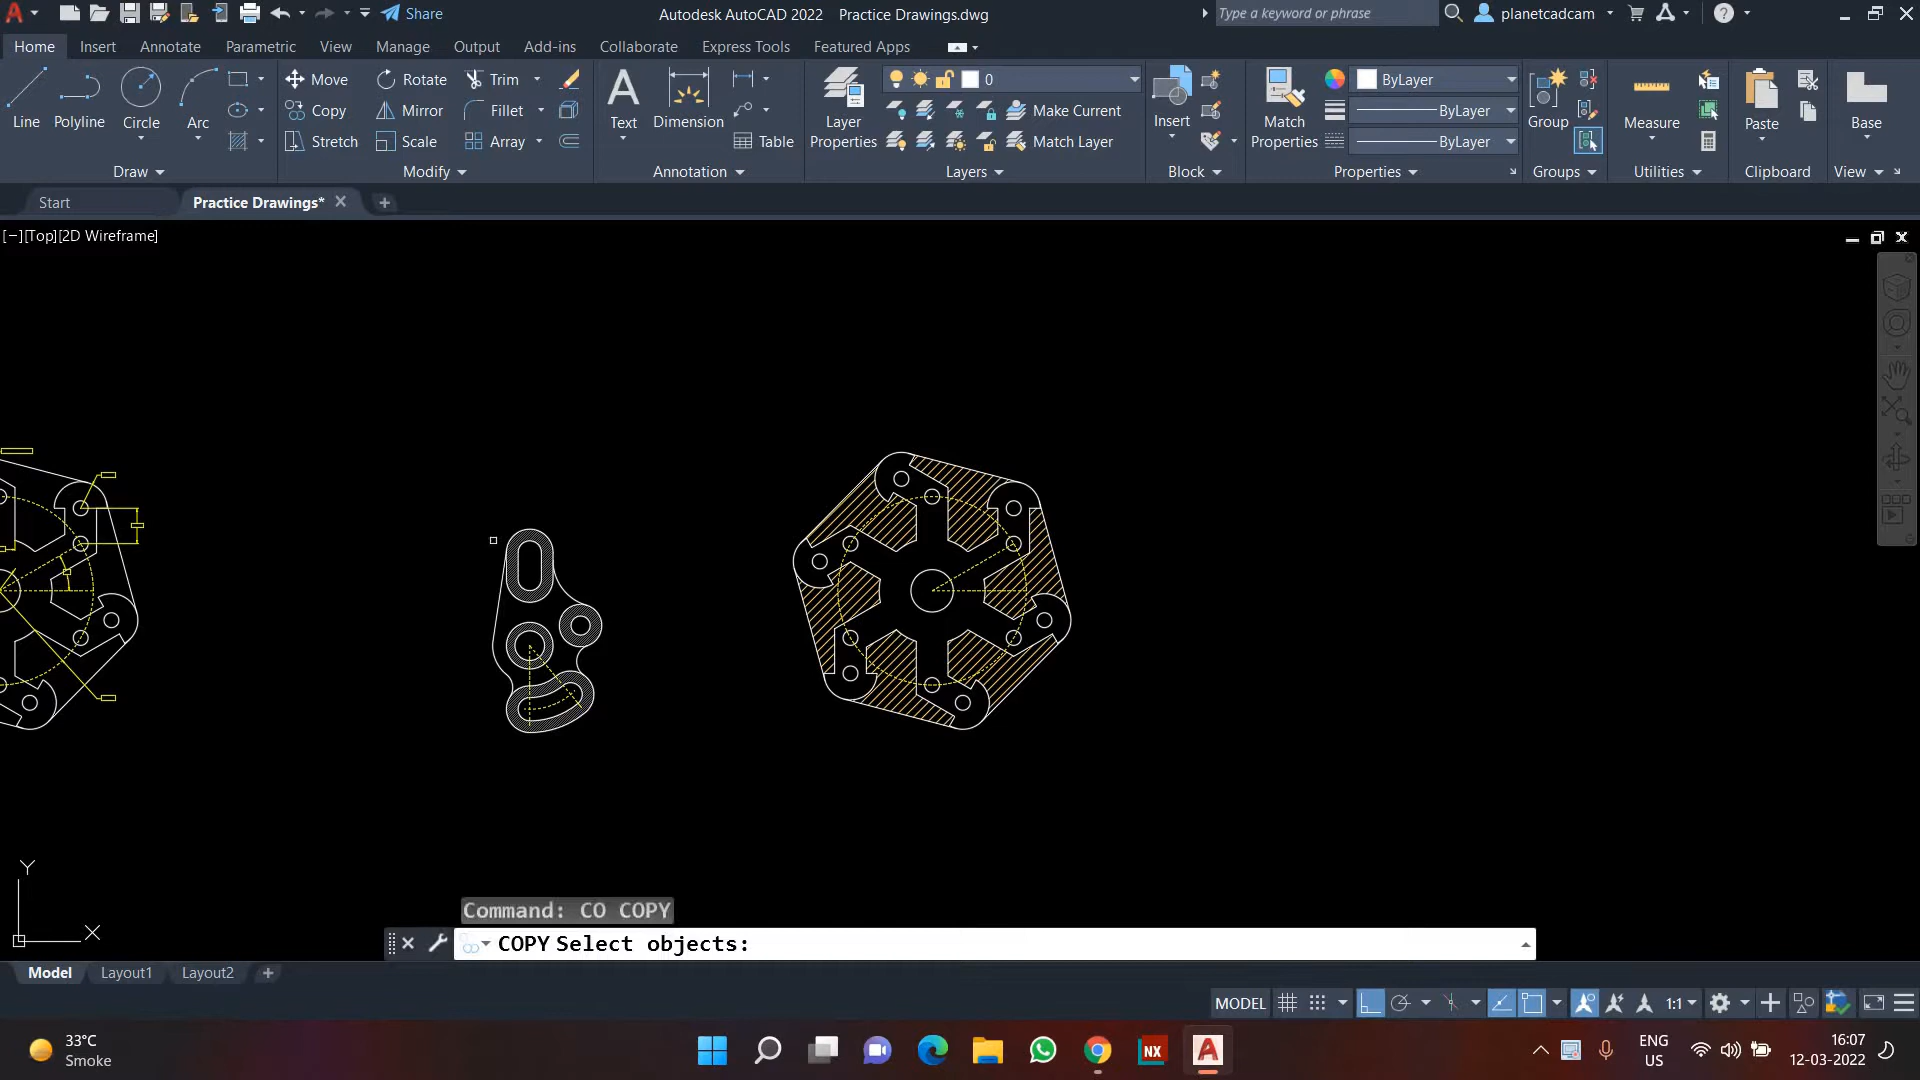 Share
Autodesk AutoCAD 2022 Practice Drawings.dwg
Type a keyword or phrase
planetcadcam
Home Insert Annotate Parametric View Manage Output Add-ins Collaborate Express Tools Featured Apps
Line Polyline Circle Arc
Draw
Move Rotate Trim
Copy Mirror Fillet
Stretch Scale Array
Modify
Text Dimension Table
Annotation
Layer Properties
0
Make Current
Match Layer
Layers
Insert
Block
Match Properties
ByLayer
ByLayer
ByLayer
Properties
Group
Groups
Measure
Utilities
Paste
Clipboard
Base
View
Start Practice Drawings*
[−][Top][2D Wireframe]
Y
X
Command: CO COPY
COPY Select objects:
Model Layout1 Layout2
MODEL 1:1
33°C
Smoke
NX
ENG
US
16:07
12-03-2022